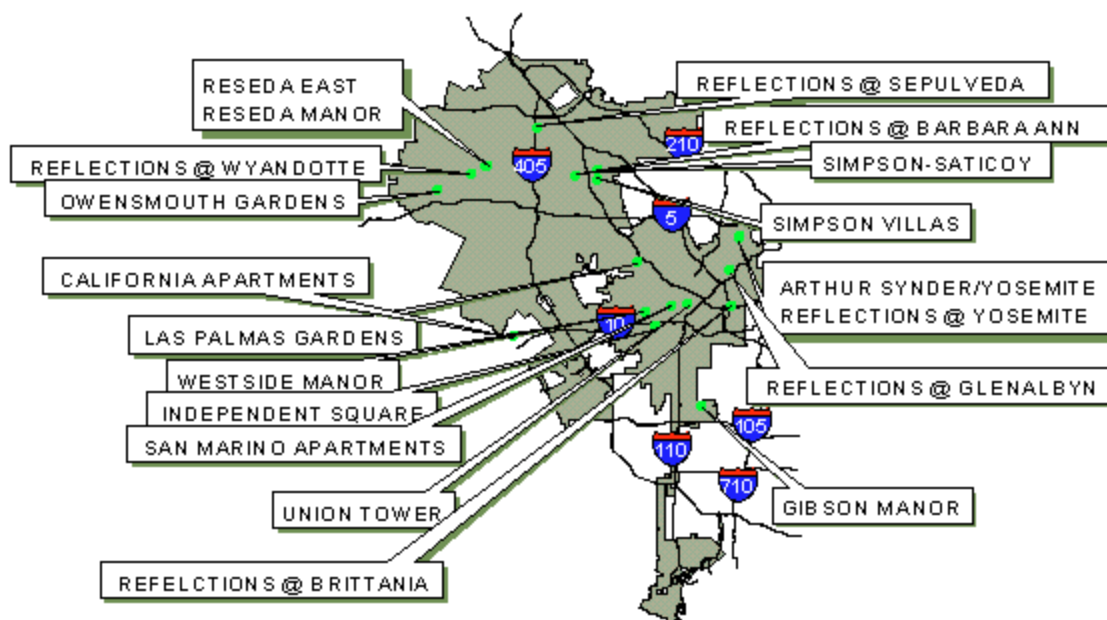 RESEDA EAST
RESEDA MANOR
REFLECTIONS @ SEPULVEDA
REFLECTIONS @ BARBARA ANN
210
REFLECTIONS @ WYANDOTTE
405
SIMPSON-SATICOY
OWENSMOUTH GARDENS
5
SIMPSON VILLAS
CALIFORNIA APARTMENTS
ARTHUR SYNDER/YOSEMITE
REFLECTIONS @ YOSEMITE
LAS PALMAS GARDENS
10
WESTSIDE MANOR
REFLECTIONS @ GLENALBYN
INDEPENDENT SQUARE
SAN MARINO APARTMENTS
105
110
710
UNION TOWER
GIBSON MANOR
REFELCTIONS @ BRITTANIA